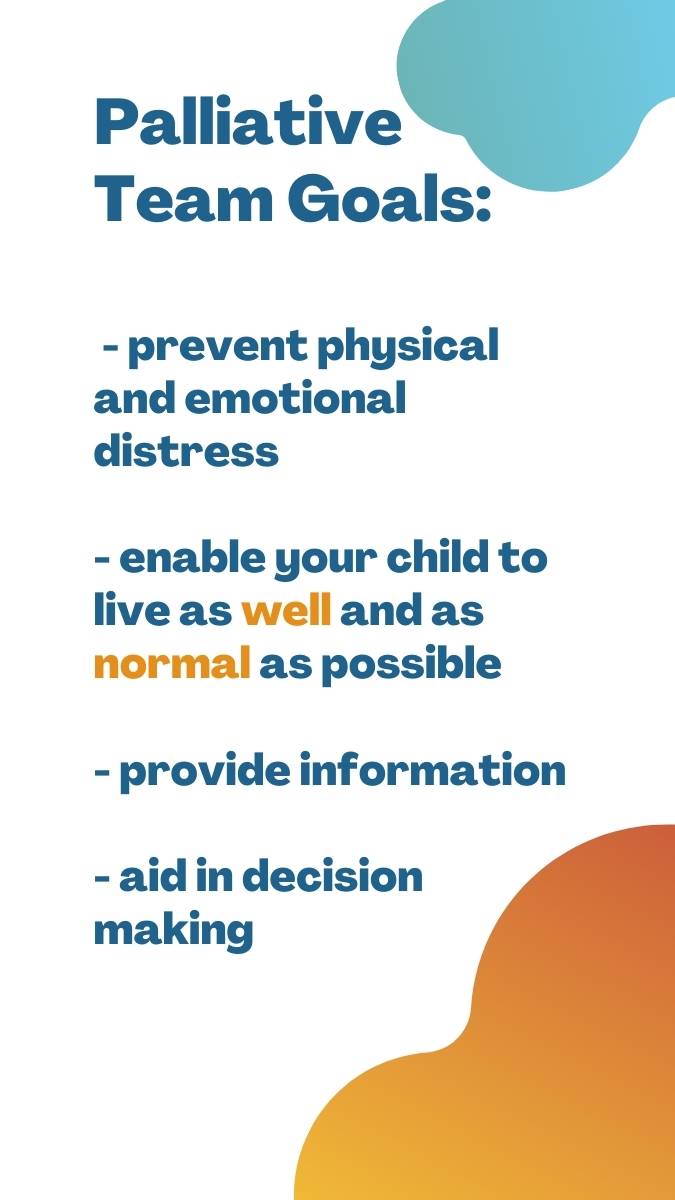 Palliative
Team Goals:
- prevent physical
and emotional
distress
- enable your child to
live as well and as
normal as possible
- provide information
- aid in decision
making